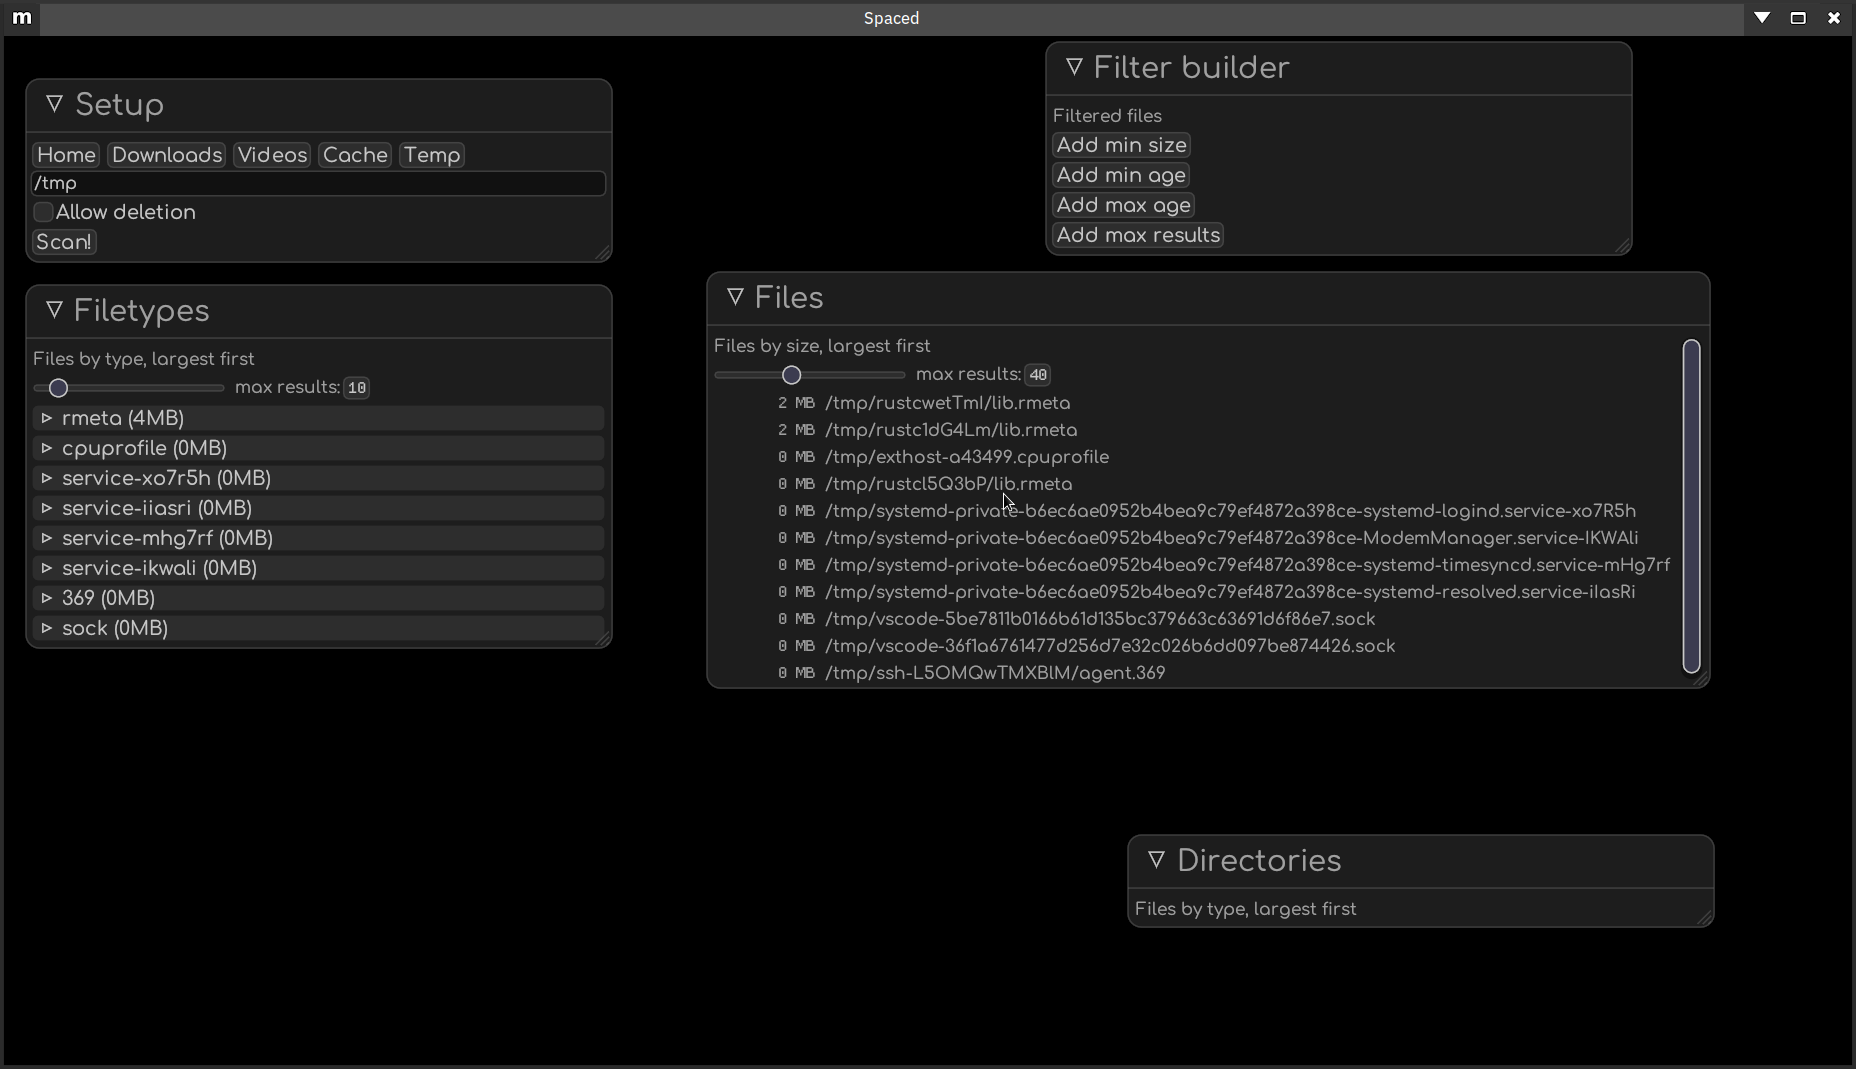 m
Spaced
Setup
Home Downloads Videos Cache Temp
/tmp
Allow deletion
Scan!
Filetypes
Files by type, largest first
max results: 10
rmeta (4MB)
cpuprofile (0MB)
service-xo7r5h (0MB)
service-iiasri (0MB)
service-mhg7rf (0MB)
service-ikwali (0MB)
369 (0MB)
sock (0MB)
Filter builder
Filtered files
Add min size
Add min age
Add max age
Add max results
Files
Files by size, largest first
max results: 40
2 MB /tmp/rustcwetTmI/lib.rmeta
2 MB /tmp/rustc1dG4Lm/lib.rmeta
0 MB /tmp/exthost-a43499.cpuprofile
0 MB /tmp/rustcl5Q3bP/lib.rmeta
0 MB /tmp/systemd-private-b6ec6ae0952b4bea9c79ef4872a398ce-systemd-logind.service-xo7R5h
0 MB /tmp/systemd-private-b6ec6ae0952b4bea9c79ef4872a398ce-ModemManager.service-IKWAli
0 MB /tmp/systemd-private-b6ec6ae0952b4bea9c79ef4872a398ce-systemd-timesyncd.service-mHg7rf
0 MB /tmp/systemd-private-b6ec6ae0952b4bea9c79ef4872a398ce-systemd-resolved.service-iIasRi
0 MB /tmp/vscode-5be7811b0166b61d135bc379663c63691d6f86e7.sock
0 MB /tmp/vscode-36f1a6761477d256d7e32c026b6dd097be874426.sock
0 MB /tmp/ssh-L5OMQwTMXBlM/agent.369
Directories
Files by type, largest first